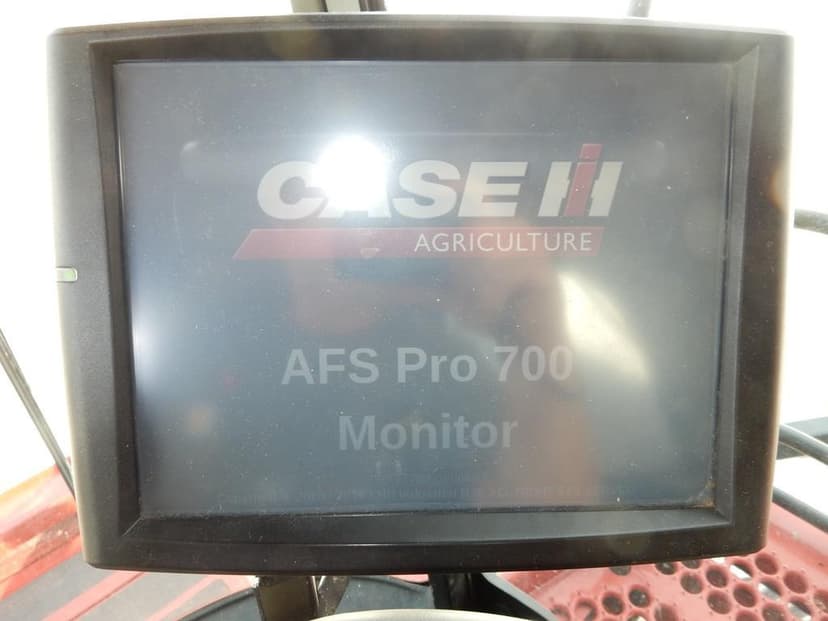 CASE IH
AGRICULTURE
AFS Pro 700
Monitor